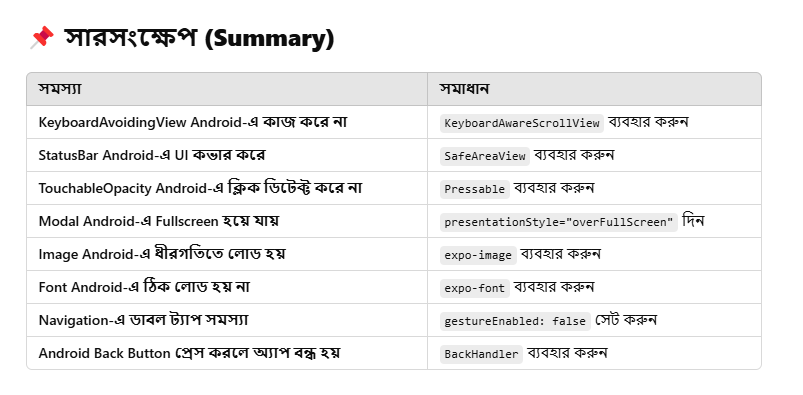 📌 সারসংক্ষেপ (Summary)
সমস্যা সমাধান
KeyboardAvoidingView Android-এ কাজ করে না KeyboardAwareScrollView ব্যবহার করুন
StatusBar Android-এ UI কভার করে SafeAreaView ব্যবহার করুন
TouchableOpacity Android-এ ক্লিক ডিটেক্ট করে না Pressable ব্যবহার করুন
Modal Android-এ Fullscreen হয়ে যায় presentationStyle="overFullScreen" দিন
Image Android-এ ধীরগতিতে লোড হয় expo-image ব্যবহার করুন
Font Android-এ ঠিক লোড হয় না expo-font ব্যবহার করুন
Navigation-এ ডাবল ট্যাপ সমস্যা gestureEnabled: false সেট করুন
Android Back Button প্রেস করলে অ্যাপ বন্ধ হয় BackHandler ব্যবহার করুন